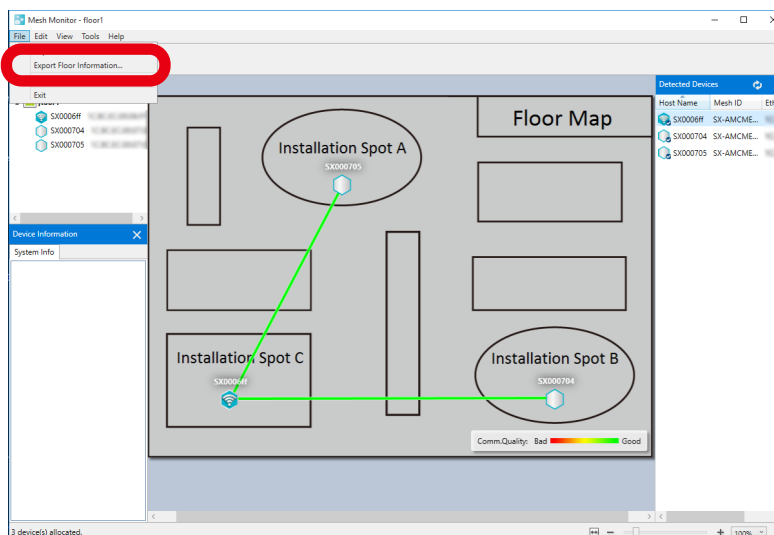 Mesh Monitor - floor1
File Edit View Tools Help
Export Floor Information...
Exit
SX0006ff
SX000704
SX000705
Device Information
System Info
Floor Map
Installation Spot A
SX000705
Installation Spot C
SX0006ff
Installation Spot B
SX000704
Comm.Quality: Bad Good
Detected Devices
Host Name Mesh ID Eth
SX0006ff SX-AMCME...
SX000704 SX-AMCME...
SX000705 SX-AMCME...
3 device(s) allocated.
100%